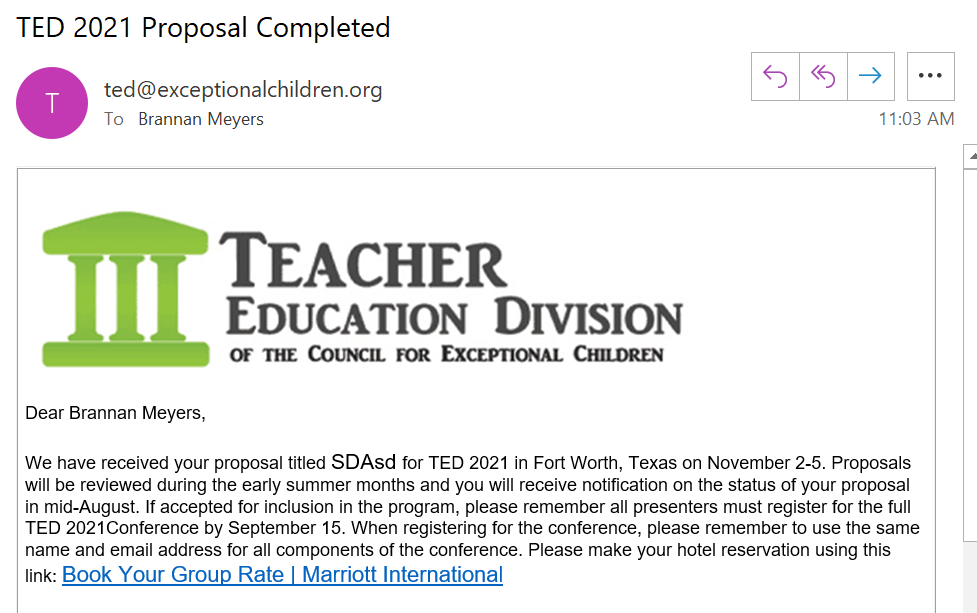 TED 2021 Proposal Completed
T
ted@exceptionalchildren.org
To Brannan Meyers
11:03 AM
TEACHER
EDUCATION DIVISION
OF THE COUNCIL FOR EXCEPTIONAL CHILDREN
Dear Brannan Meyers,
We have received your proposal titled SDAsd for TED 2021 in Fort Worth, Texas on November 2-5. Proposals
will be reviewed during the early summer months and you will receive notification on the status of your proposal
in mid-August. If accepted for inclusion in the program, please remember all presenters must register for the full
TED 2021Conference by September 15. When registering for the conference, please remember to use the same
name and email address for all components of the conference. Please make your hotel reservation using this
link: Book Your Group Rate | Marriott International